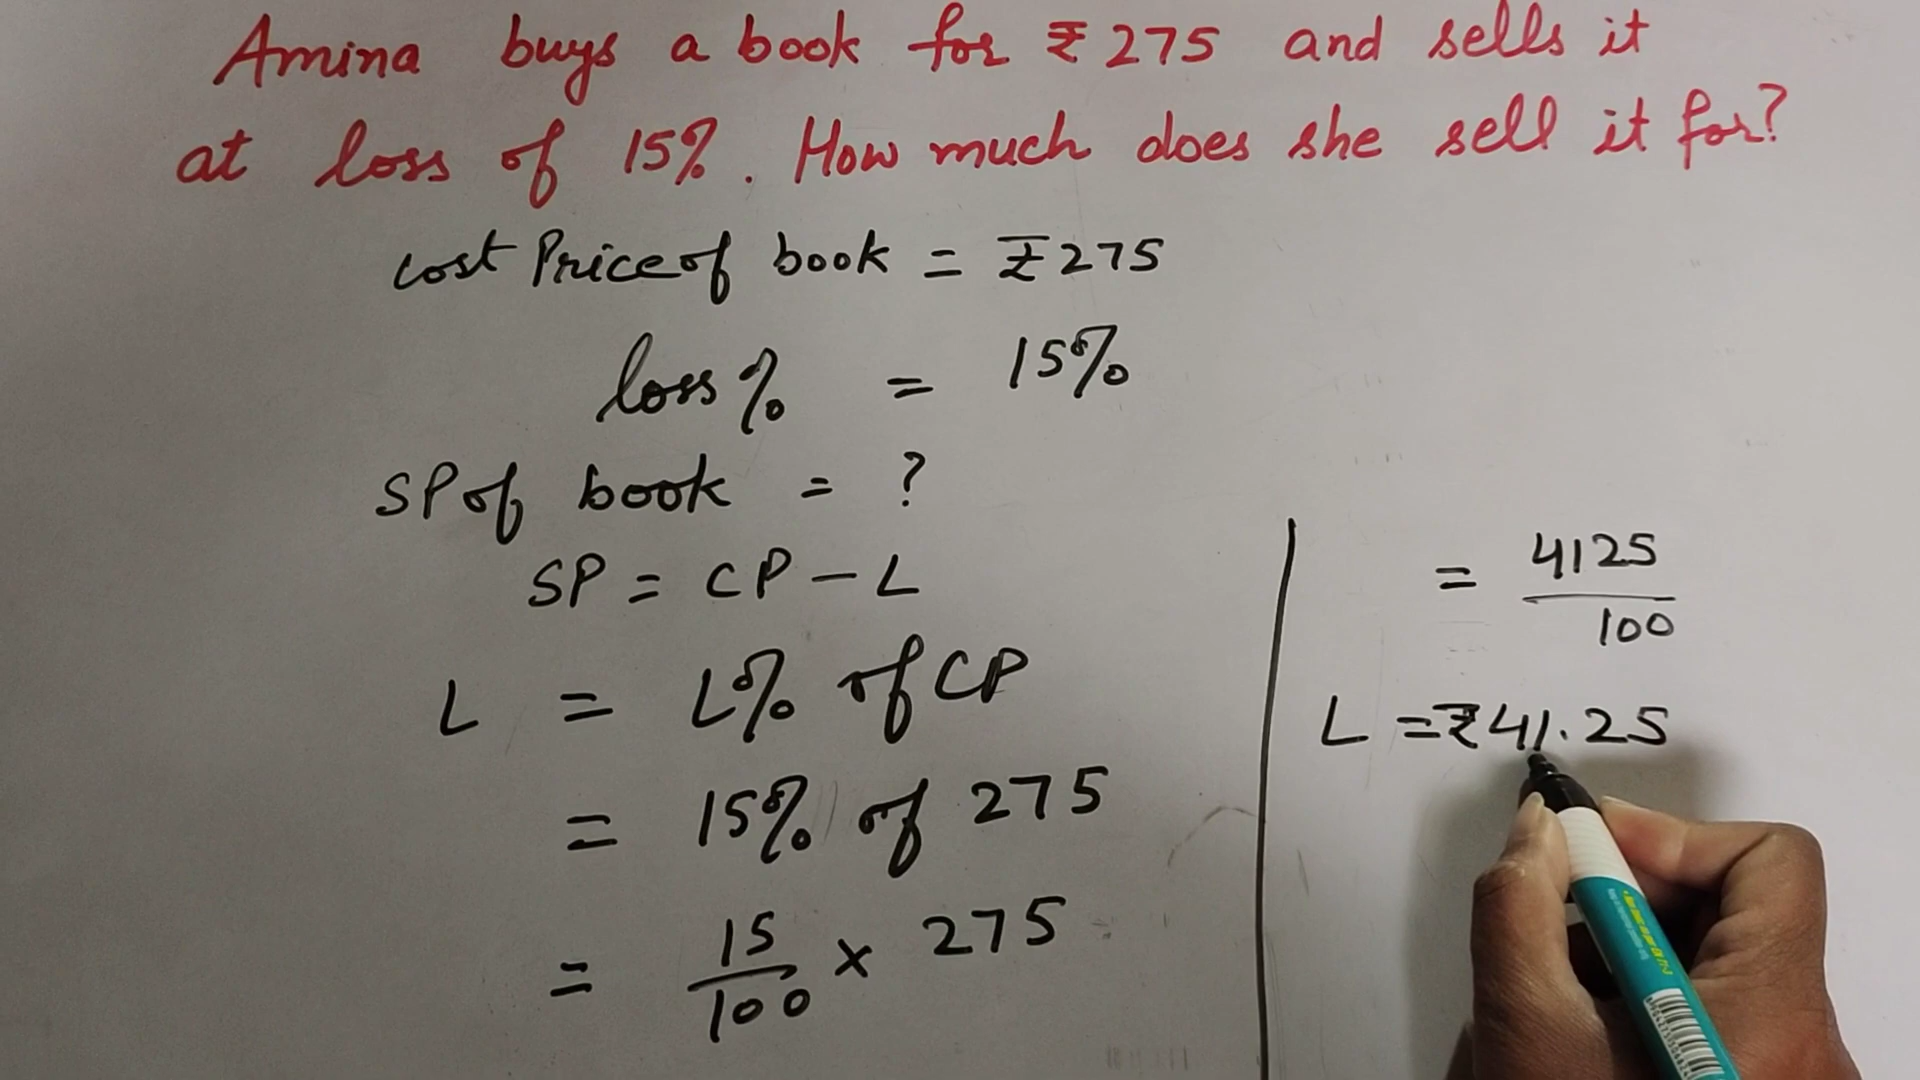 Amina buys a book for ₹275 and sells it
at loss of 15%. How much does she sell it for?
cost Price of book = ₹275
loss% = 15%
SP of book = ?
SP = CP - L
L = L% of CP
= 15% of 275
= 15/100 × 275
= 4125/100
L = ₹41.25